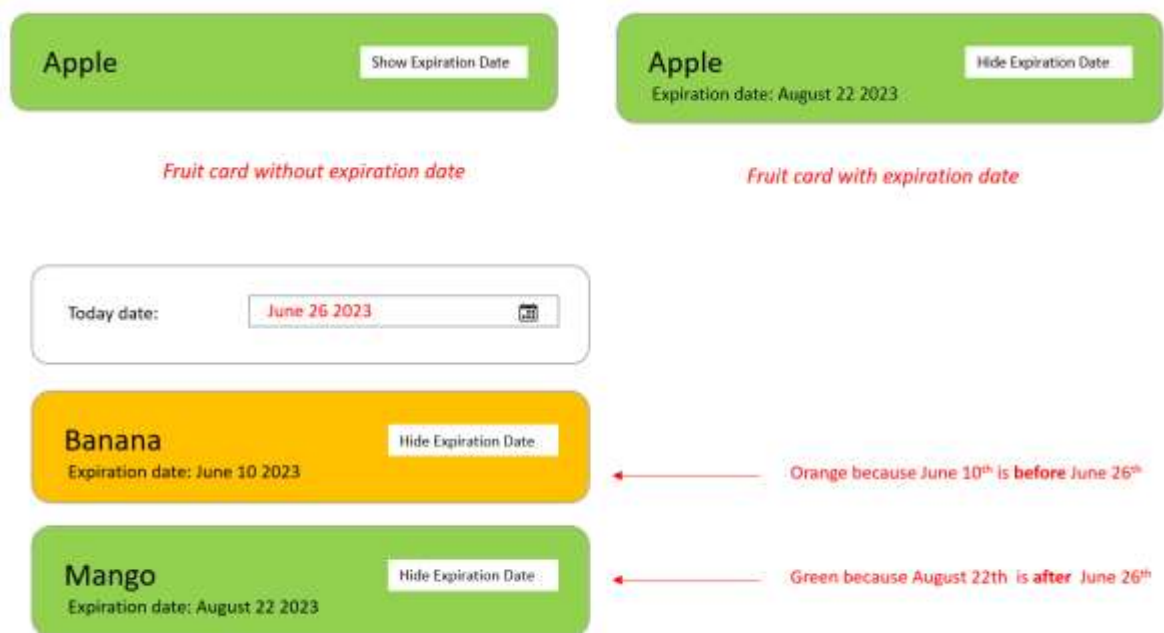 Apple
Show Expiration Date
Apple
Hide Expiration Date
Expiration date: August 22 2023
Fruit card without expiration date
Fruit card with expiration date
Today date:
June 26 2023
Banana
Hide Expiration Date
Expiration date: June 10 2023
Orange because June 10th is before June 26th
Mango
Hide Expiration Date
Expiration date: August 22 2023
Green because August 22th is after June 26th